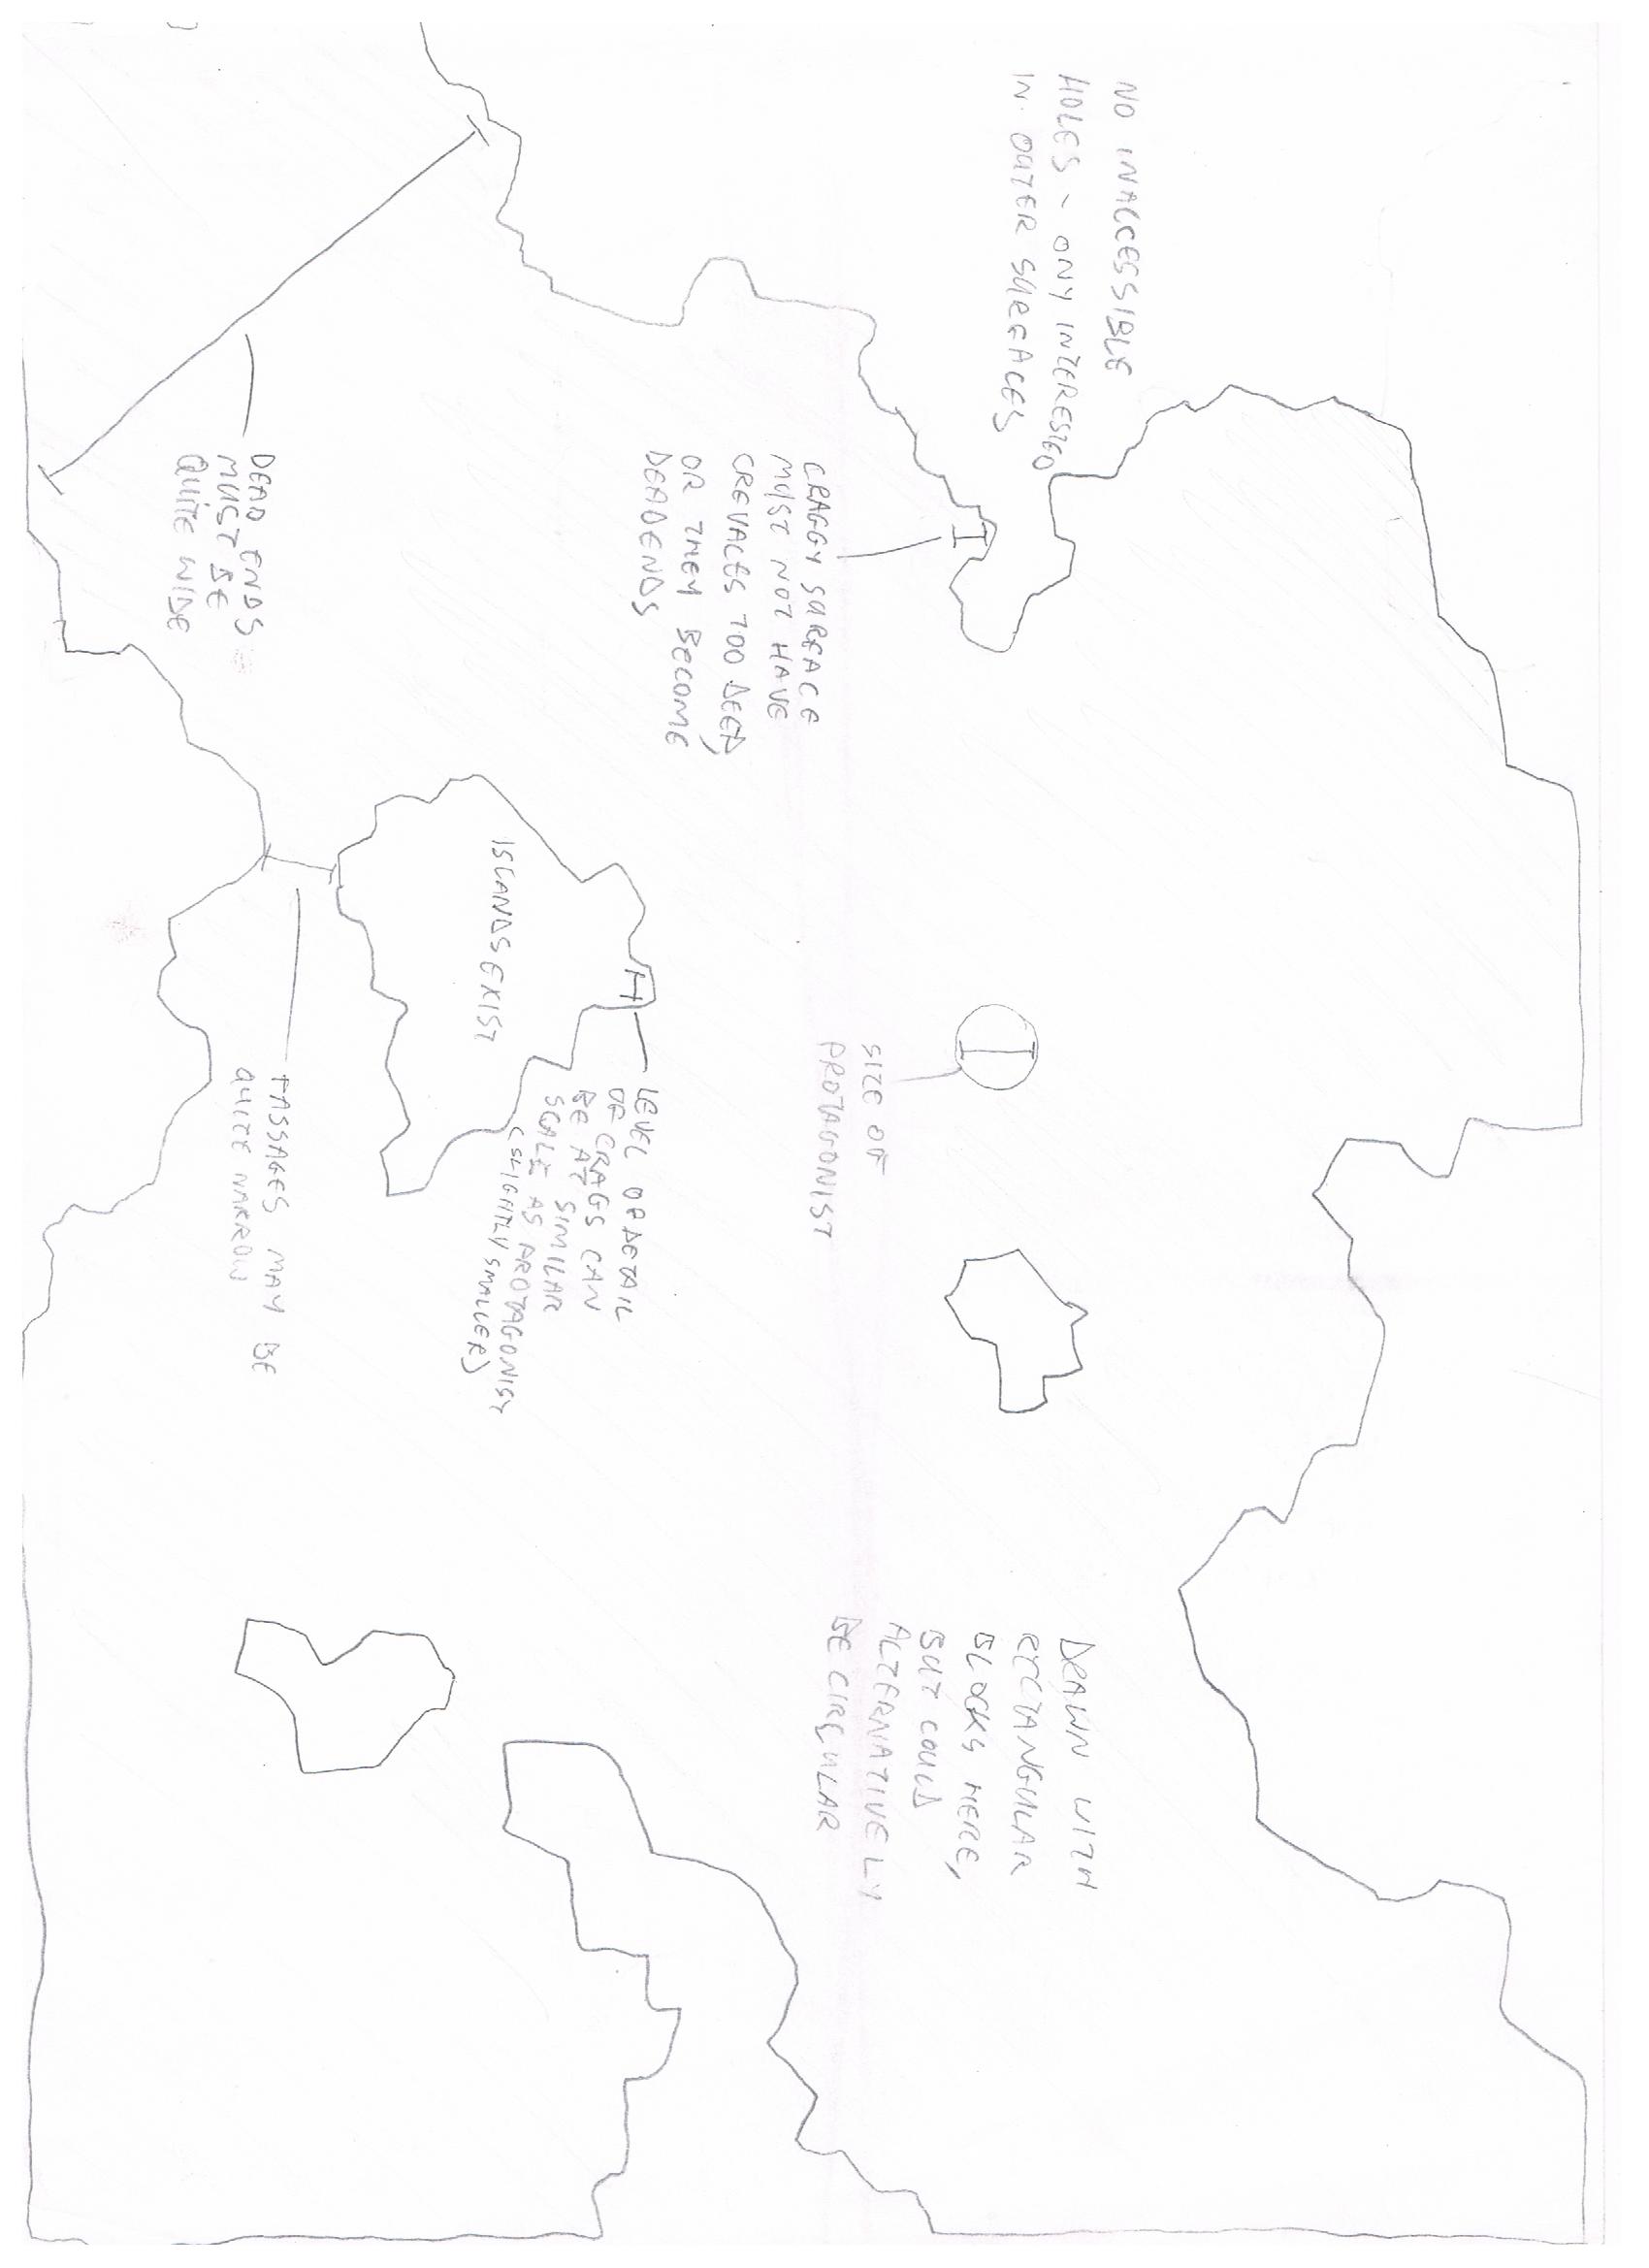 NO INACCESSIBLE
HOLES ~ ONY INTERESTED
IN OUTER SURFACES
CRAGGY SURFACE
MUST NOT HAVE
CREVACES TOO DEEP
OR THEY BECOME
DEADENDS
DEAD ENDS
MUST BE
QUITE WIDE
ISLANDS EXIST
SIZE OF
PROTAGONIST
LEVEL OF DETAIL
OF CRAGS CAN
BE AT SIMILAR
SCALE AS PROTAGONIST
(SLIGHTLY SMALLER)
PASSAGES MAY BE
QUITE NARROW
DRAWN WITH
RECTANGULAR
BLOCKS HERE,
BUT COULD
ALTERNATIVELY
BE CIRCULAR